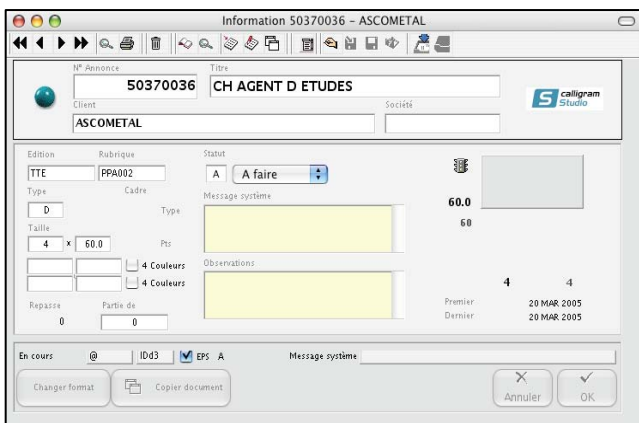 Information 50370036 - ASCOMETAL
N° Annonce Titre
50370036 CH AGENT D ETUDES
calligram
Studio
Client Société
ASCOMETAL
Edition Rubrique Statut
TTE PPA002 A A faire
Type Cadre Message système
D Type
60.0
Taille 60
4 x 60.0 Pts
4 Couleurs Observations
4 Couleurs
4 4
Repasse Partie de Premier 20 MAR 2005
0 0 Dernier 20 MAR 2005
En cours @ IDd3 EPS A Message système
Changer format Copier document Annuler OK